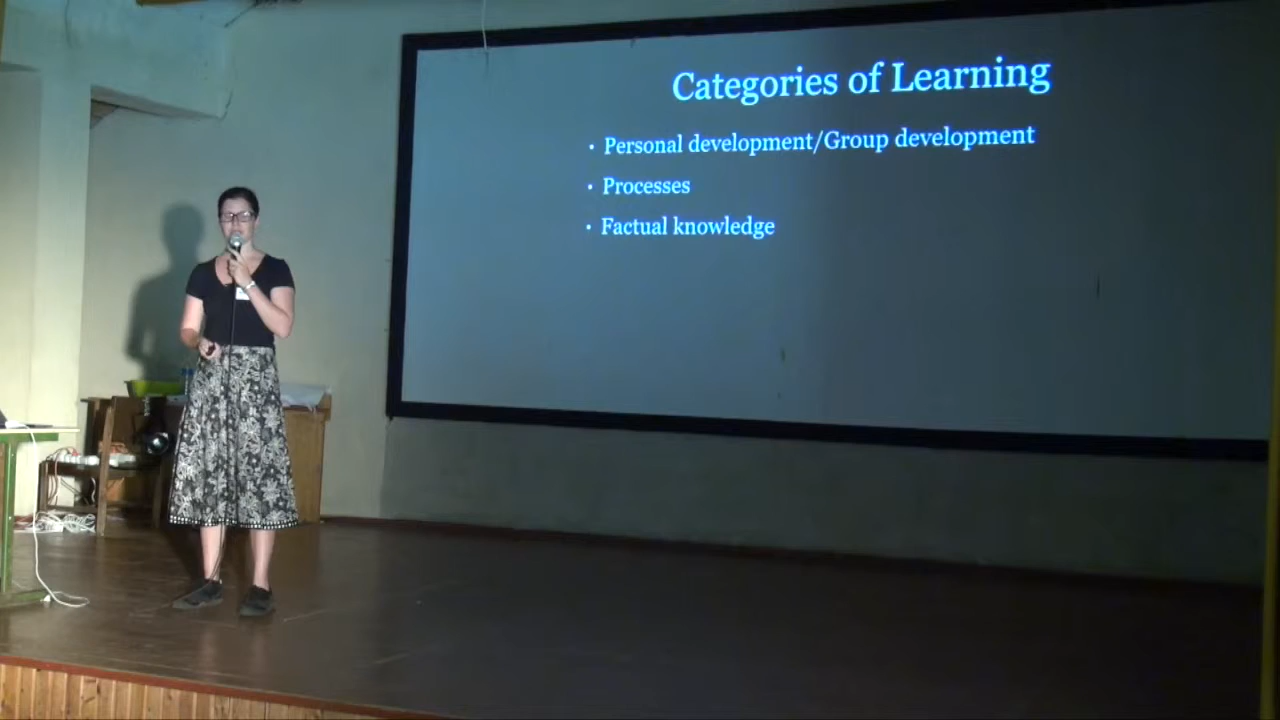 Categories of Learning
• Personal development/Group development
• Processes
• Factual knowledge